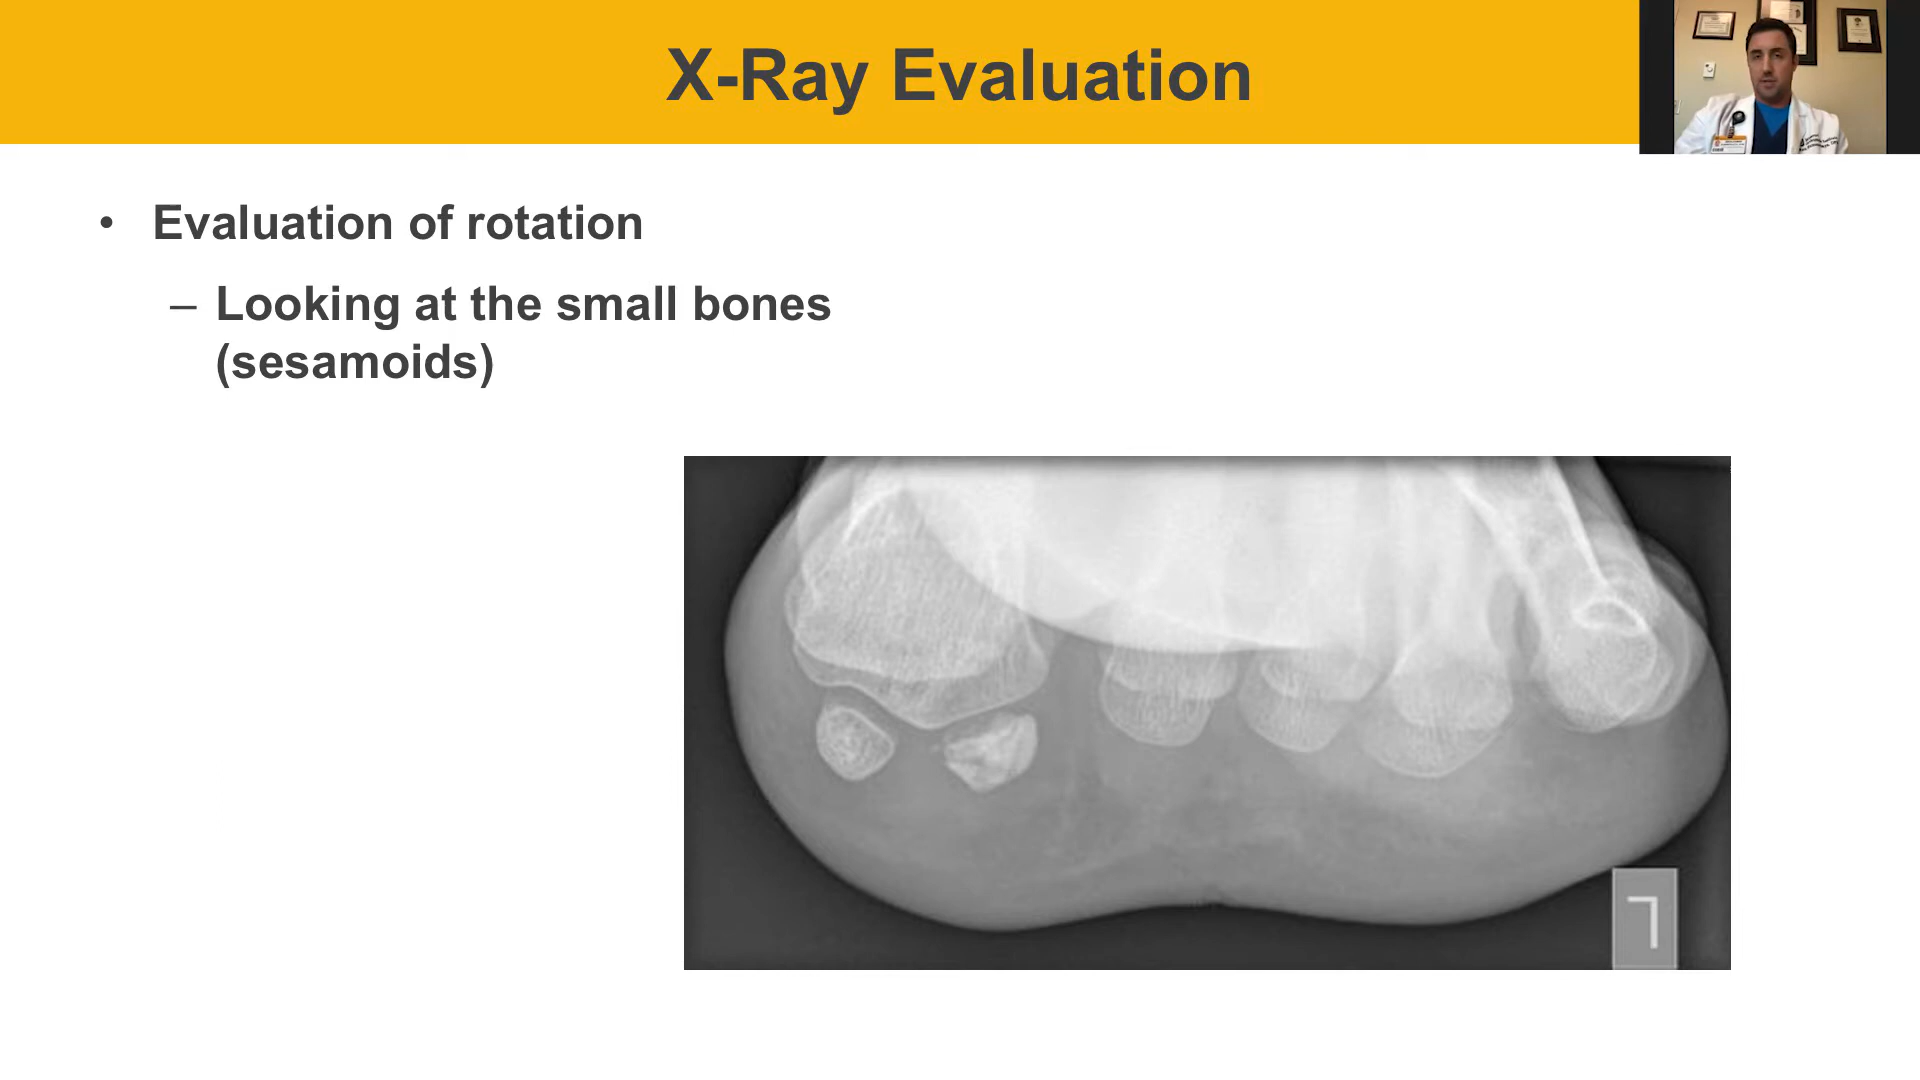 X-Ray Evaluation
• Evaluation of rotation
– Looking at the small bones
(sesamoids)
L